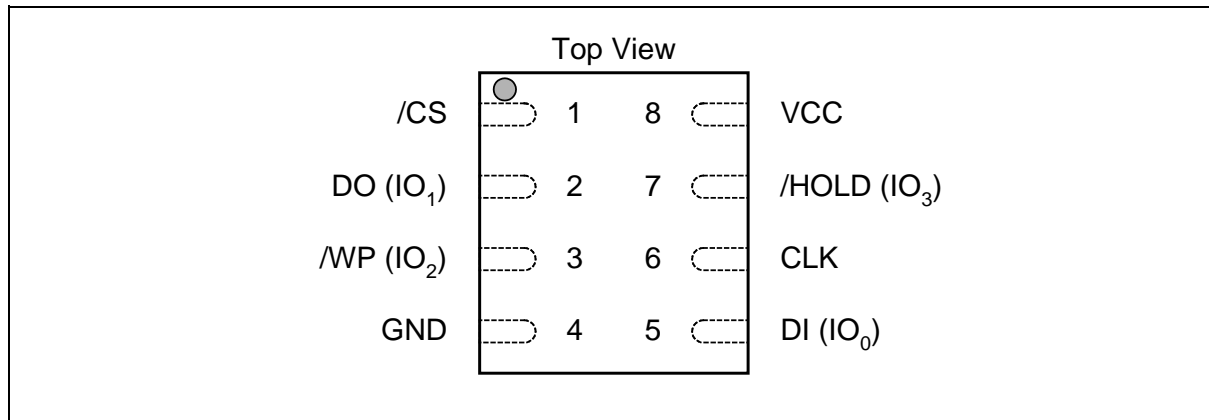 Top View
/CS 1 8 VCC
DO (IO₁) 2 7 /HOLD (IO₃)
/WP (IO₂) 3 6 CLK
GND 4 5 DI (IO₀)